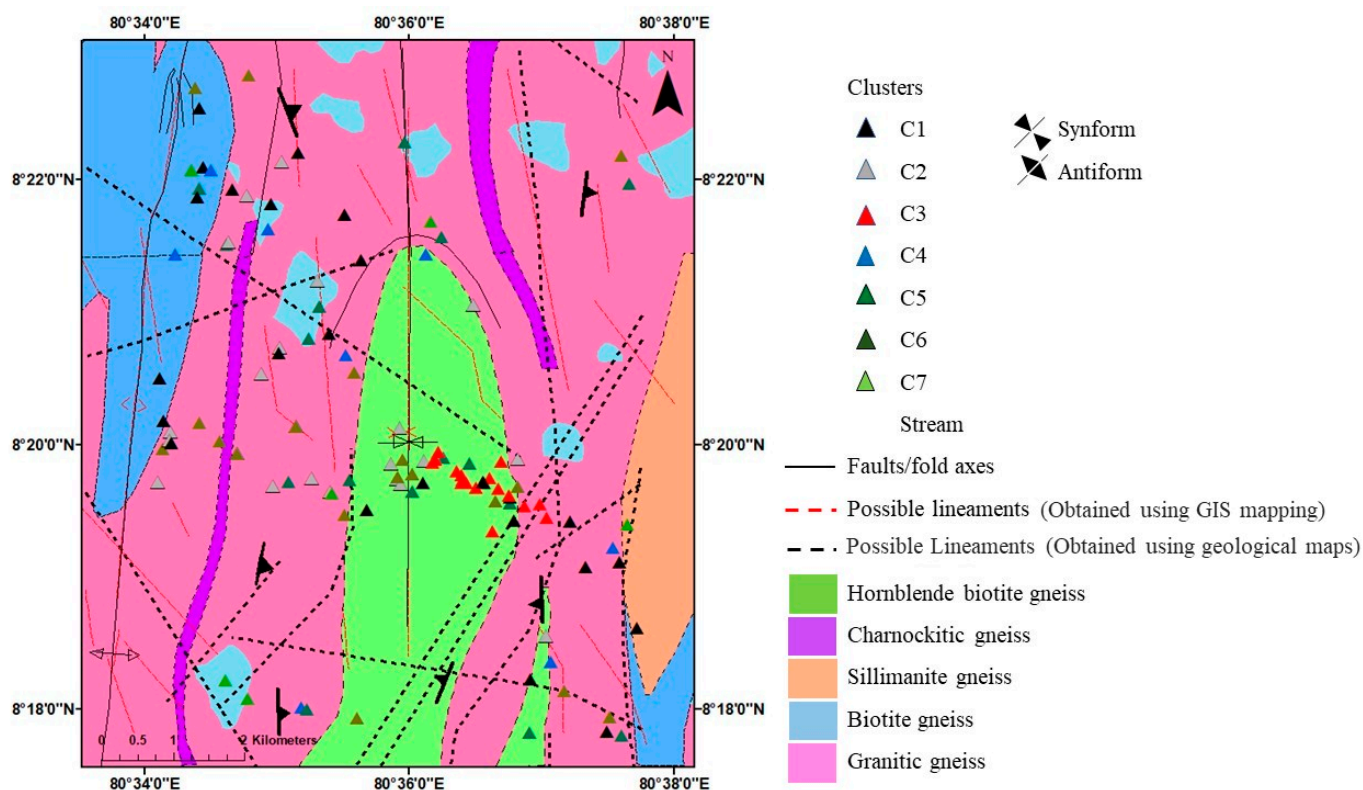 80°34'0"E 80°36'0"E 80°38'0"E
N
8°22'0"N 8°22'0"N
8°20'0"N 8°20'0"N
8°18'0"N 8°18'0"N
0 0.5 1 2 Kilometers
80°34'0"E 80°36'0"E 80°38'0"E
Clusters
C1
C2
C3
C4
C5
C6
C7
Synform
Antiform
Stream
Faults/fold axes
Possible lineaments (Obtained using GIS mapping)
Possible Lineaments (Obtained using geological maps)
Hornblende biotite gneiss
Charnockitic gneiss
Sillimanite gneiss
Biotite gneiss
Granitic gneiss